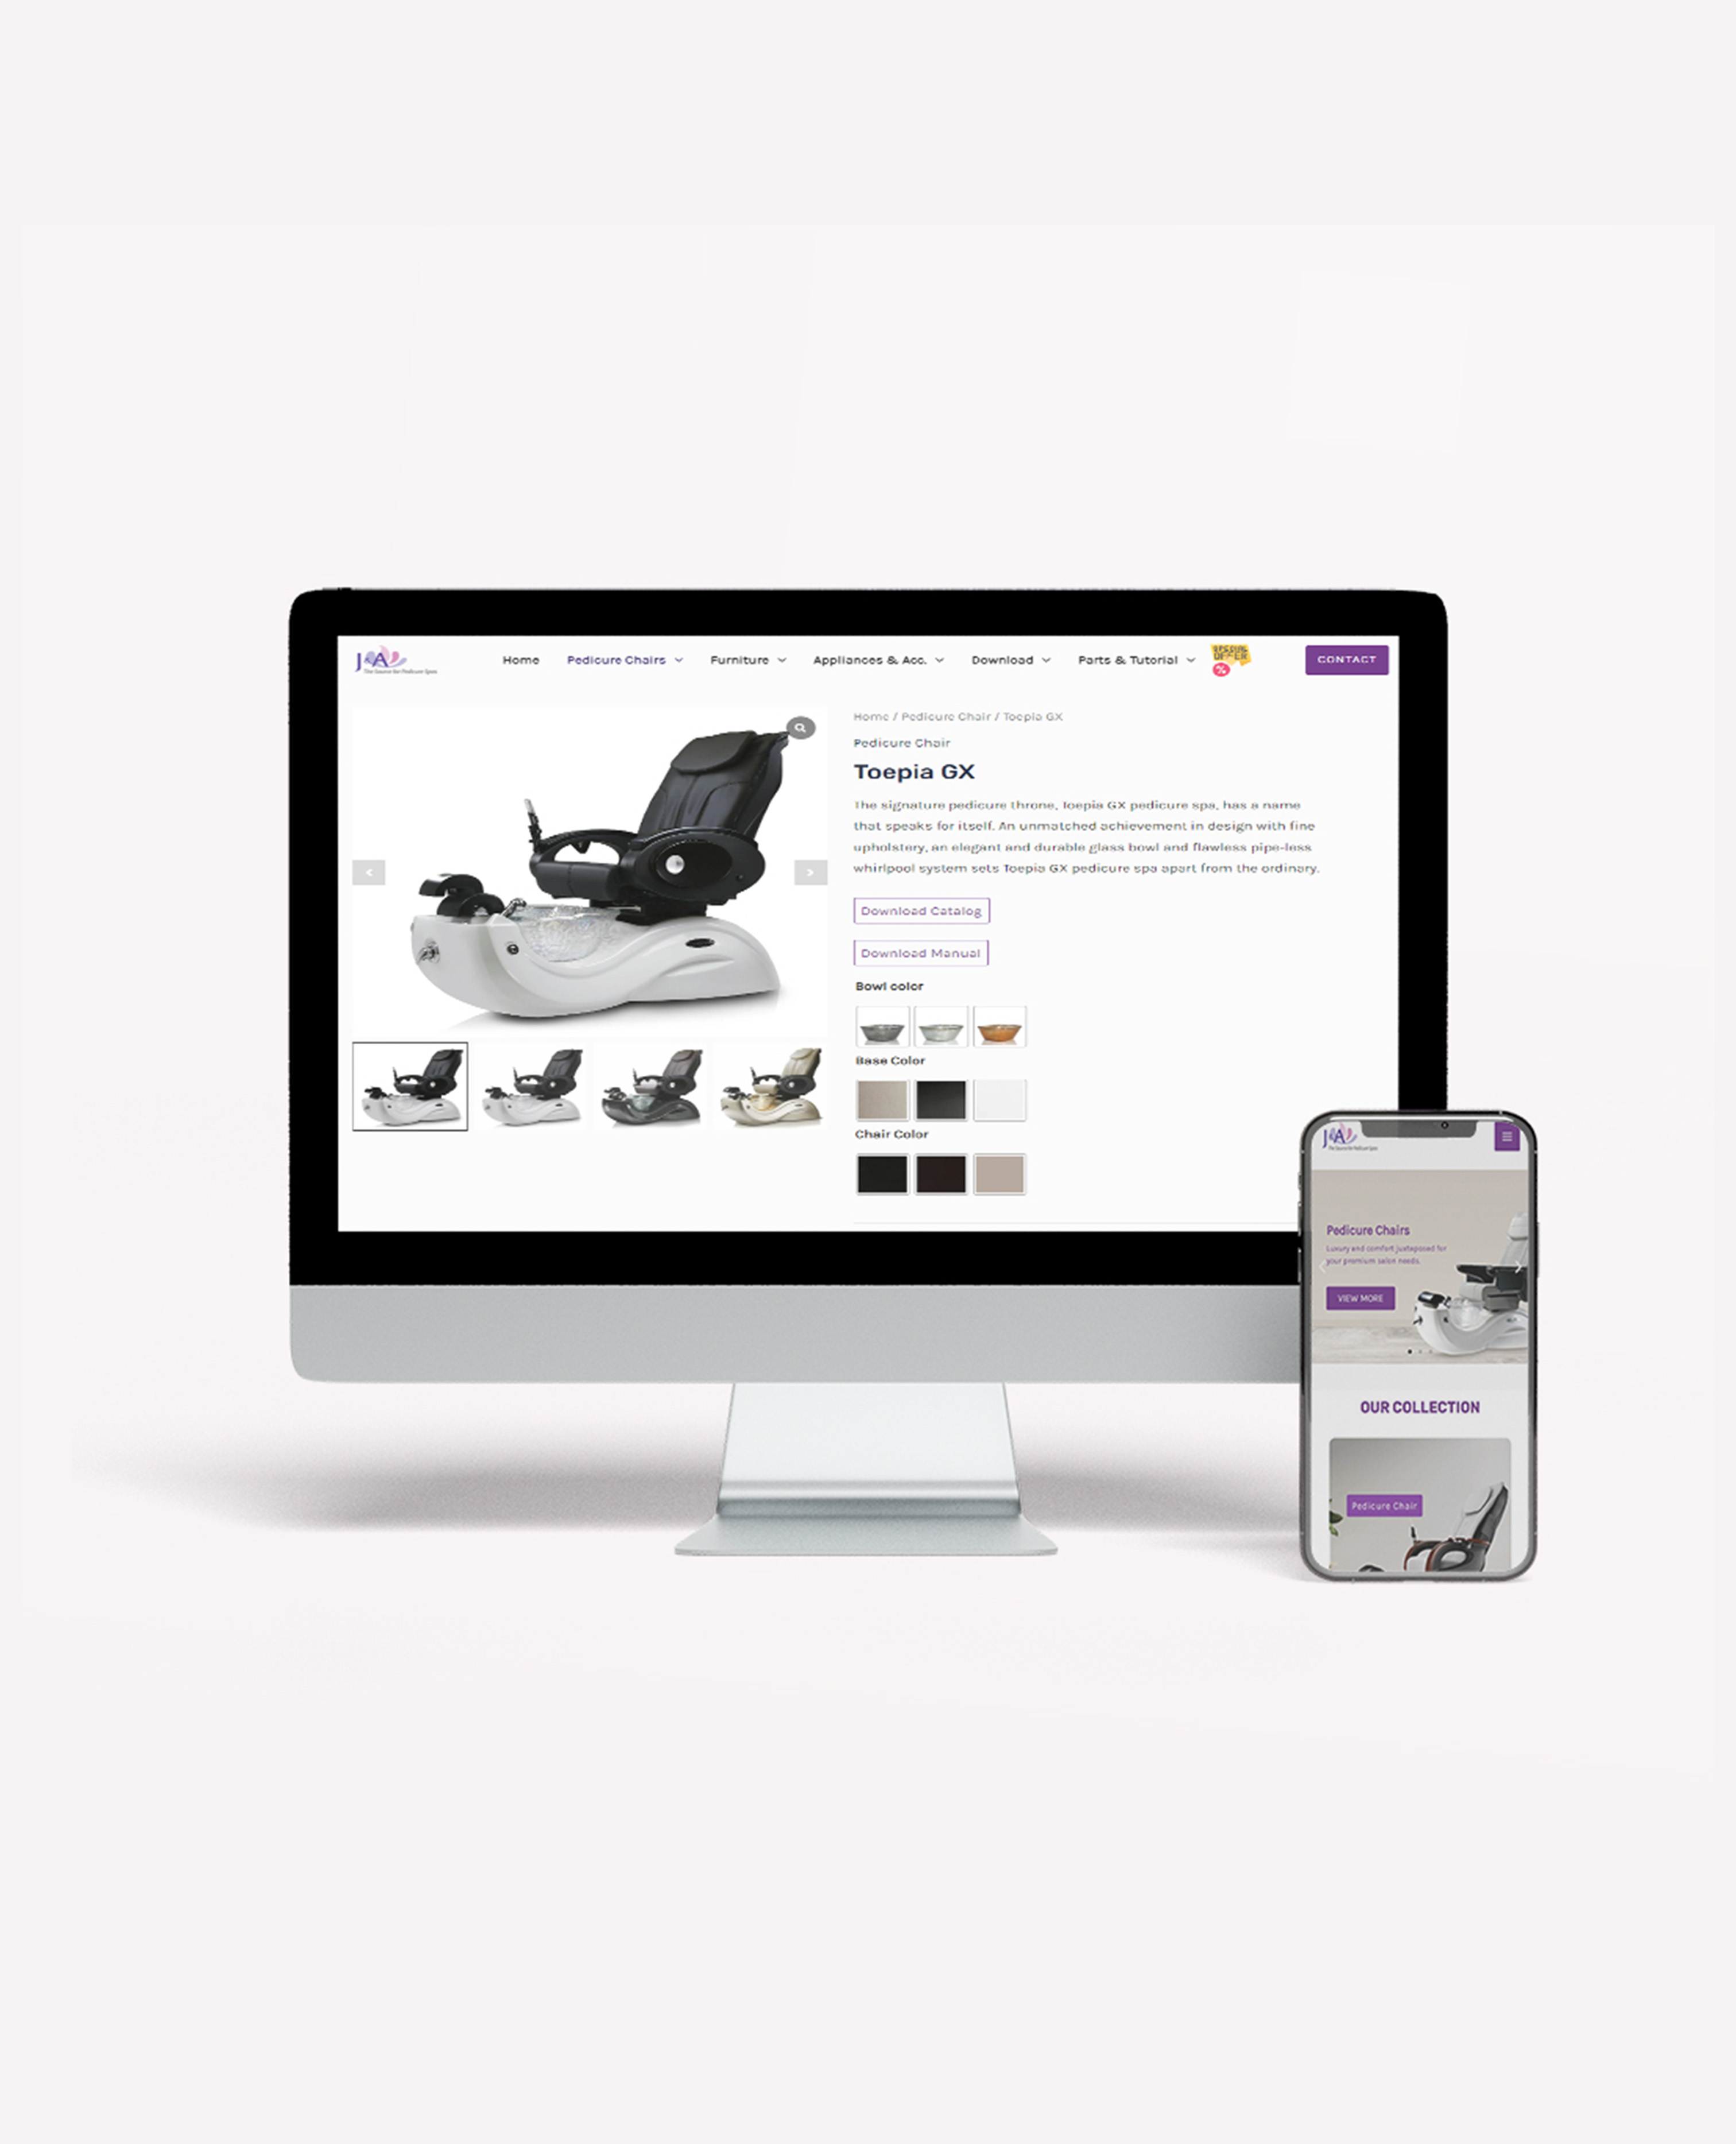 J&A
The Source for Pedicure Spas
Home
Pedicure Chairs
Furniture
Appliances & Acc.
Download
Parts & Tutorial
SPECIAL
OFFER
%
CONTACT
Home / Pedicure Chair / Toepia GX
Pedicure Chair
Toepia GX
The signature pedicure throne, Toepia GX pedicure spa, has a name
that speaks for itself. An unmatched achievement in design with fine
upholstery, an elegant and durable glass bowl and flawless pipe-less
whirlpool system sets Toepia GX pedicure spa apart from the ordinary.
Download Catalog
Download Manual
Bowl color
Base Color
Chair Color
J&A
The Source for Pedicure Spas
Pedicure Chairs
Luxury and comfort juxtaposed for
your premium salon needs.
VIEW MORE
OUR COLLECTION
Pedicure Chair